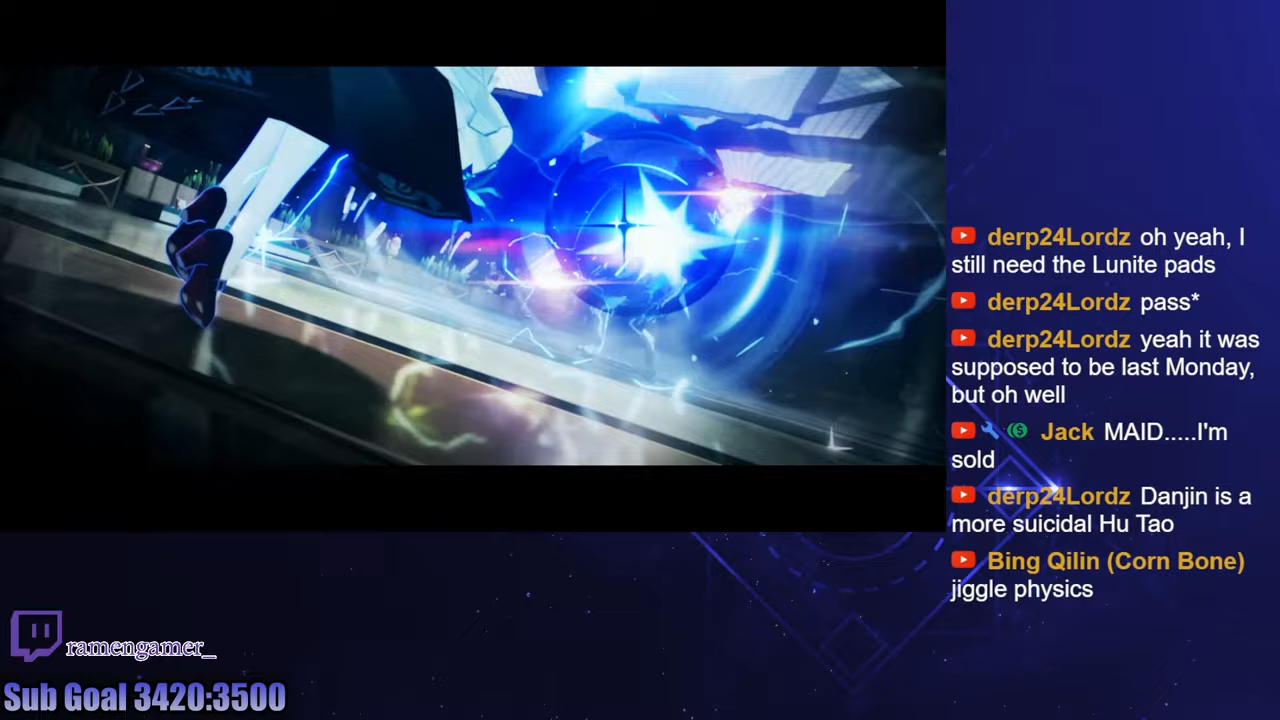 derp24Lordz oh yeah, I
still need the Lunite pads
derp24Lordz pass*
derp24Lordz yeah it was
supposed to be last Monday,
but oh well
Jack MAID.....I'm
sold
derp24Lordz Danjin is a
more suicidal Hu Tao
Bing Qilin (Corn Bone)
jiggle physics
ramengamer_
Sub Goal 3420:3500